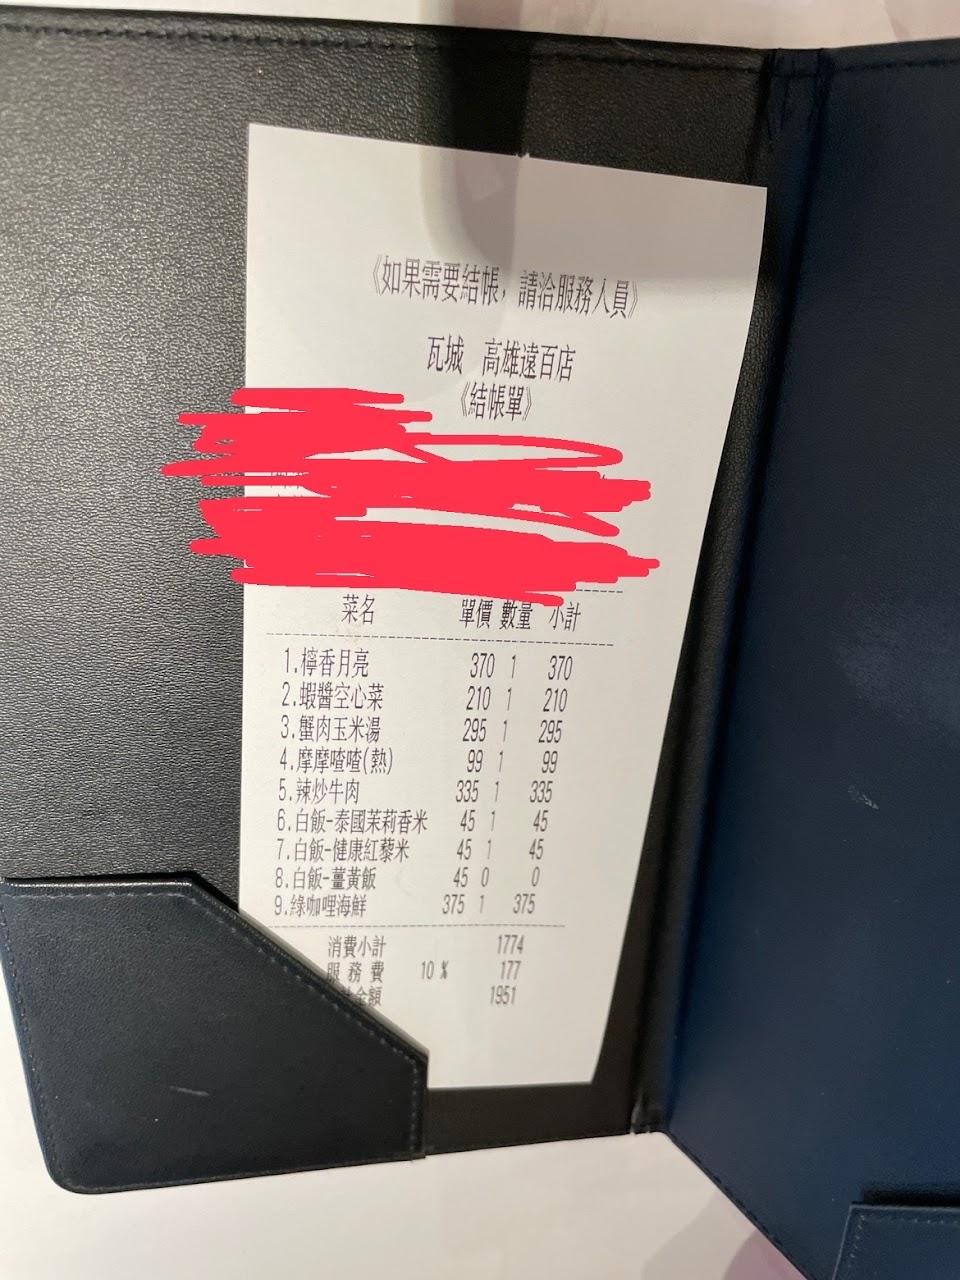 《如果需要結帳，請洽服務人員》
瓦城 高雄遠百店
《結帳單》
菜名 單價 數量 小計
1.檸香月亮 370 1 370
2.蝦醬空心菜 210 1 210
3.蟹肉玉米湯 295 1 295
4.摩摩喳喳(熱) 99 1 99
5.辣炒牛肉 335 1 335
6.白飯-泰國茉莉香米 45 1 45
7.白飯-健康紅藜米 45 1 45
8.白飯-薑黃飯 45 0 0
9.綠咖哩海鮮 375 1 375
消費小計 1774
服務費 10 % 177
金額 1951